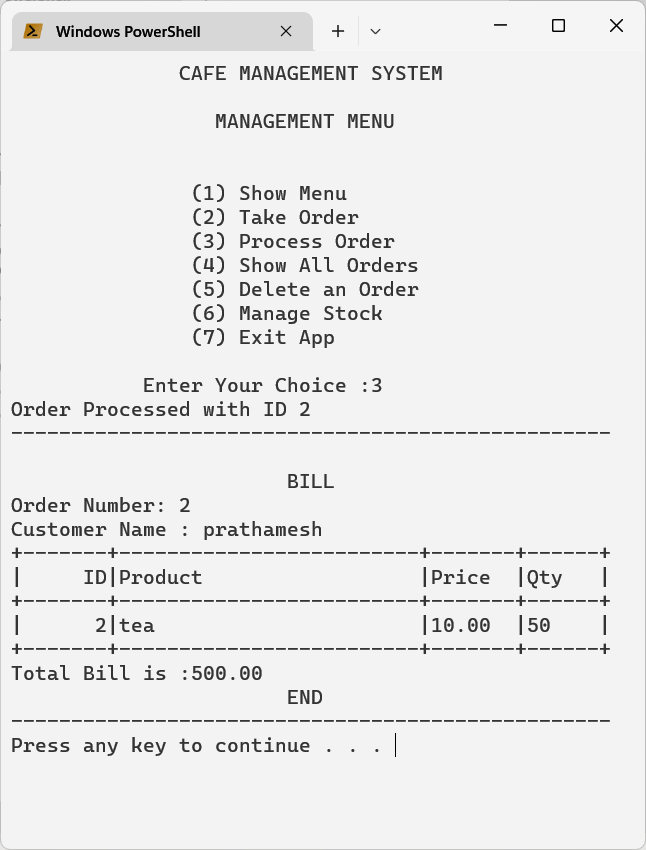 Windows PowerShell
CAFE MANAGEMENT SYSTEM
MANAGEMENT MENU
(1) Show Menu
(2) Take Order
(3) Process Order
(4) Show All Orders
(5) Delete an Order
(6) Manage Stock
(7) Exit App
Enter Your Choice :3
Order Processed with ID 2
--------------------------------------------------
BILL
Order Number: 2
Customer Name : prathamesh
+-------+-------------------------+-------+------+
|     ID|Product                  |Price  |Qty   |
+-------+-------------------------+-------+------+
|      2|tea                      |10.00  |50    |
+-------+-------------------------+-------+------+
Total Bill is :500.00
END
--------------------------------------------------
Press any key to continue . . .